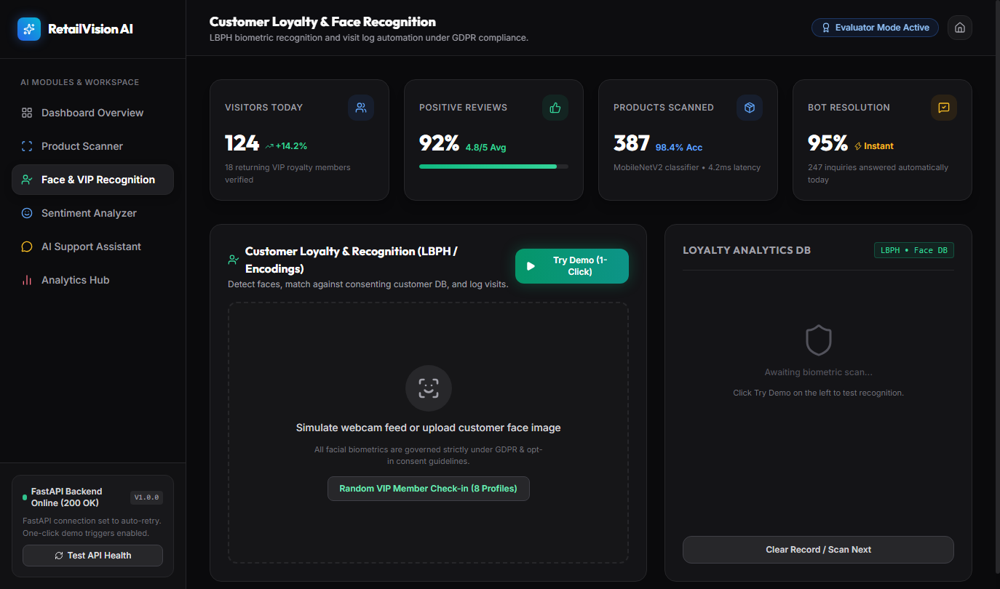 RetailVision AI
Customer Loyalty & Face Recognition
LBPH biometric recognition and visit log automation under GDPR compliance.
Evaluator Mode Active
AI MODULES & WORKSPACE
Dashboard Overview
Product Scanner
Face & VIP Recognition
Sentiment Analyzer
AI Support Assistant
Analytics Hub
FastAPI Backend
Online (200 OK)
V1.0.0
FastAPI connection set to auto-retry.
One-click demo triggers enabled.
Test API Health
VISITORS TODAY
124 +14.2%
18 returning VIP royalty members
verified
POSITIVE REVIEWS
92% 4.8/5 Avg
PRODUCTS SCANNED
387 98.4% Acc
MobileNetV2 classifier • 4.2ms latency
BOT RESOLUTION
95% Instant
247 inquiries answered automatically
today
Customer Loyalty & Recognition (LBPH /
Encodings)
Detect faces, match against consenting customer DB, and log visits.
Try Demo (1-
Click)
Simulate webcam feed or upload customer face image
All facial biometrics are governed strictly under GDPR & opt-
in consent guidelines.
Random VIP Member Check-in (8 Profiles)
LOYALTY ANALYTICS DB
LBPH • Face DB
Awaiting biometric scan...
Click Try Demo on the left to test recognition.
Clear Record / Scan Next